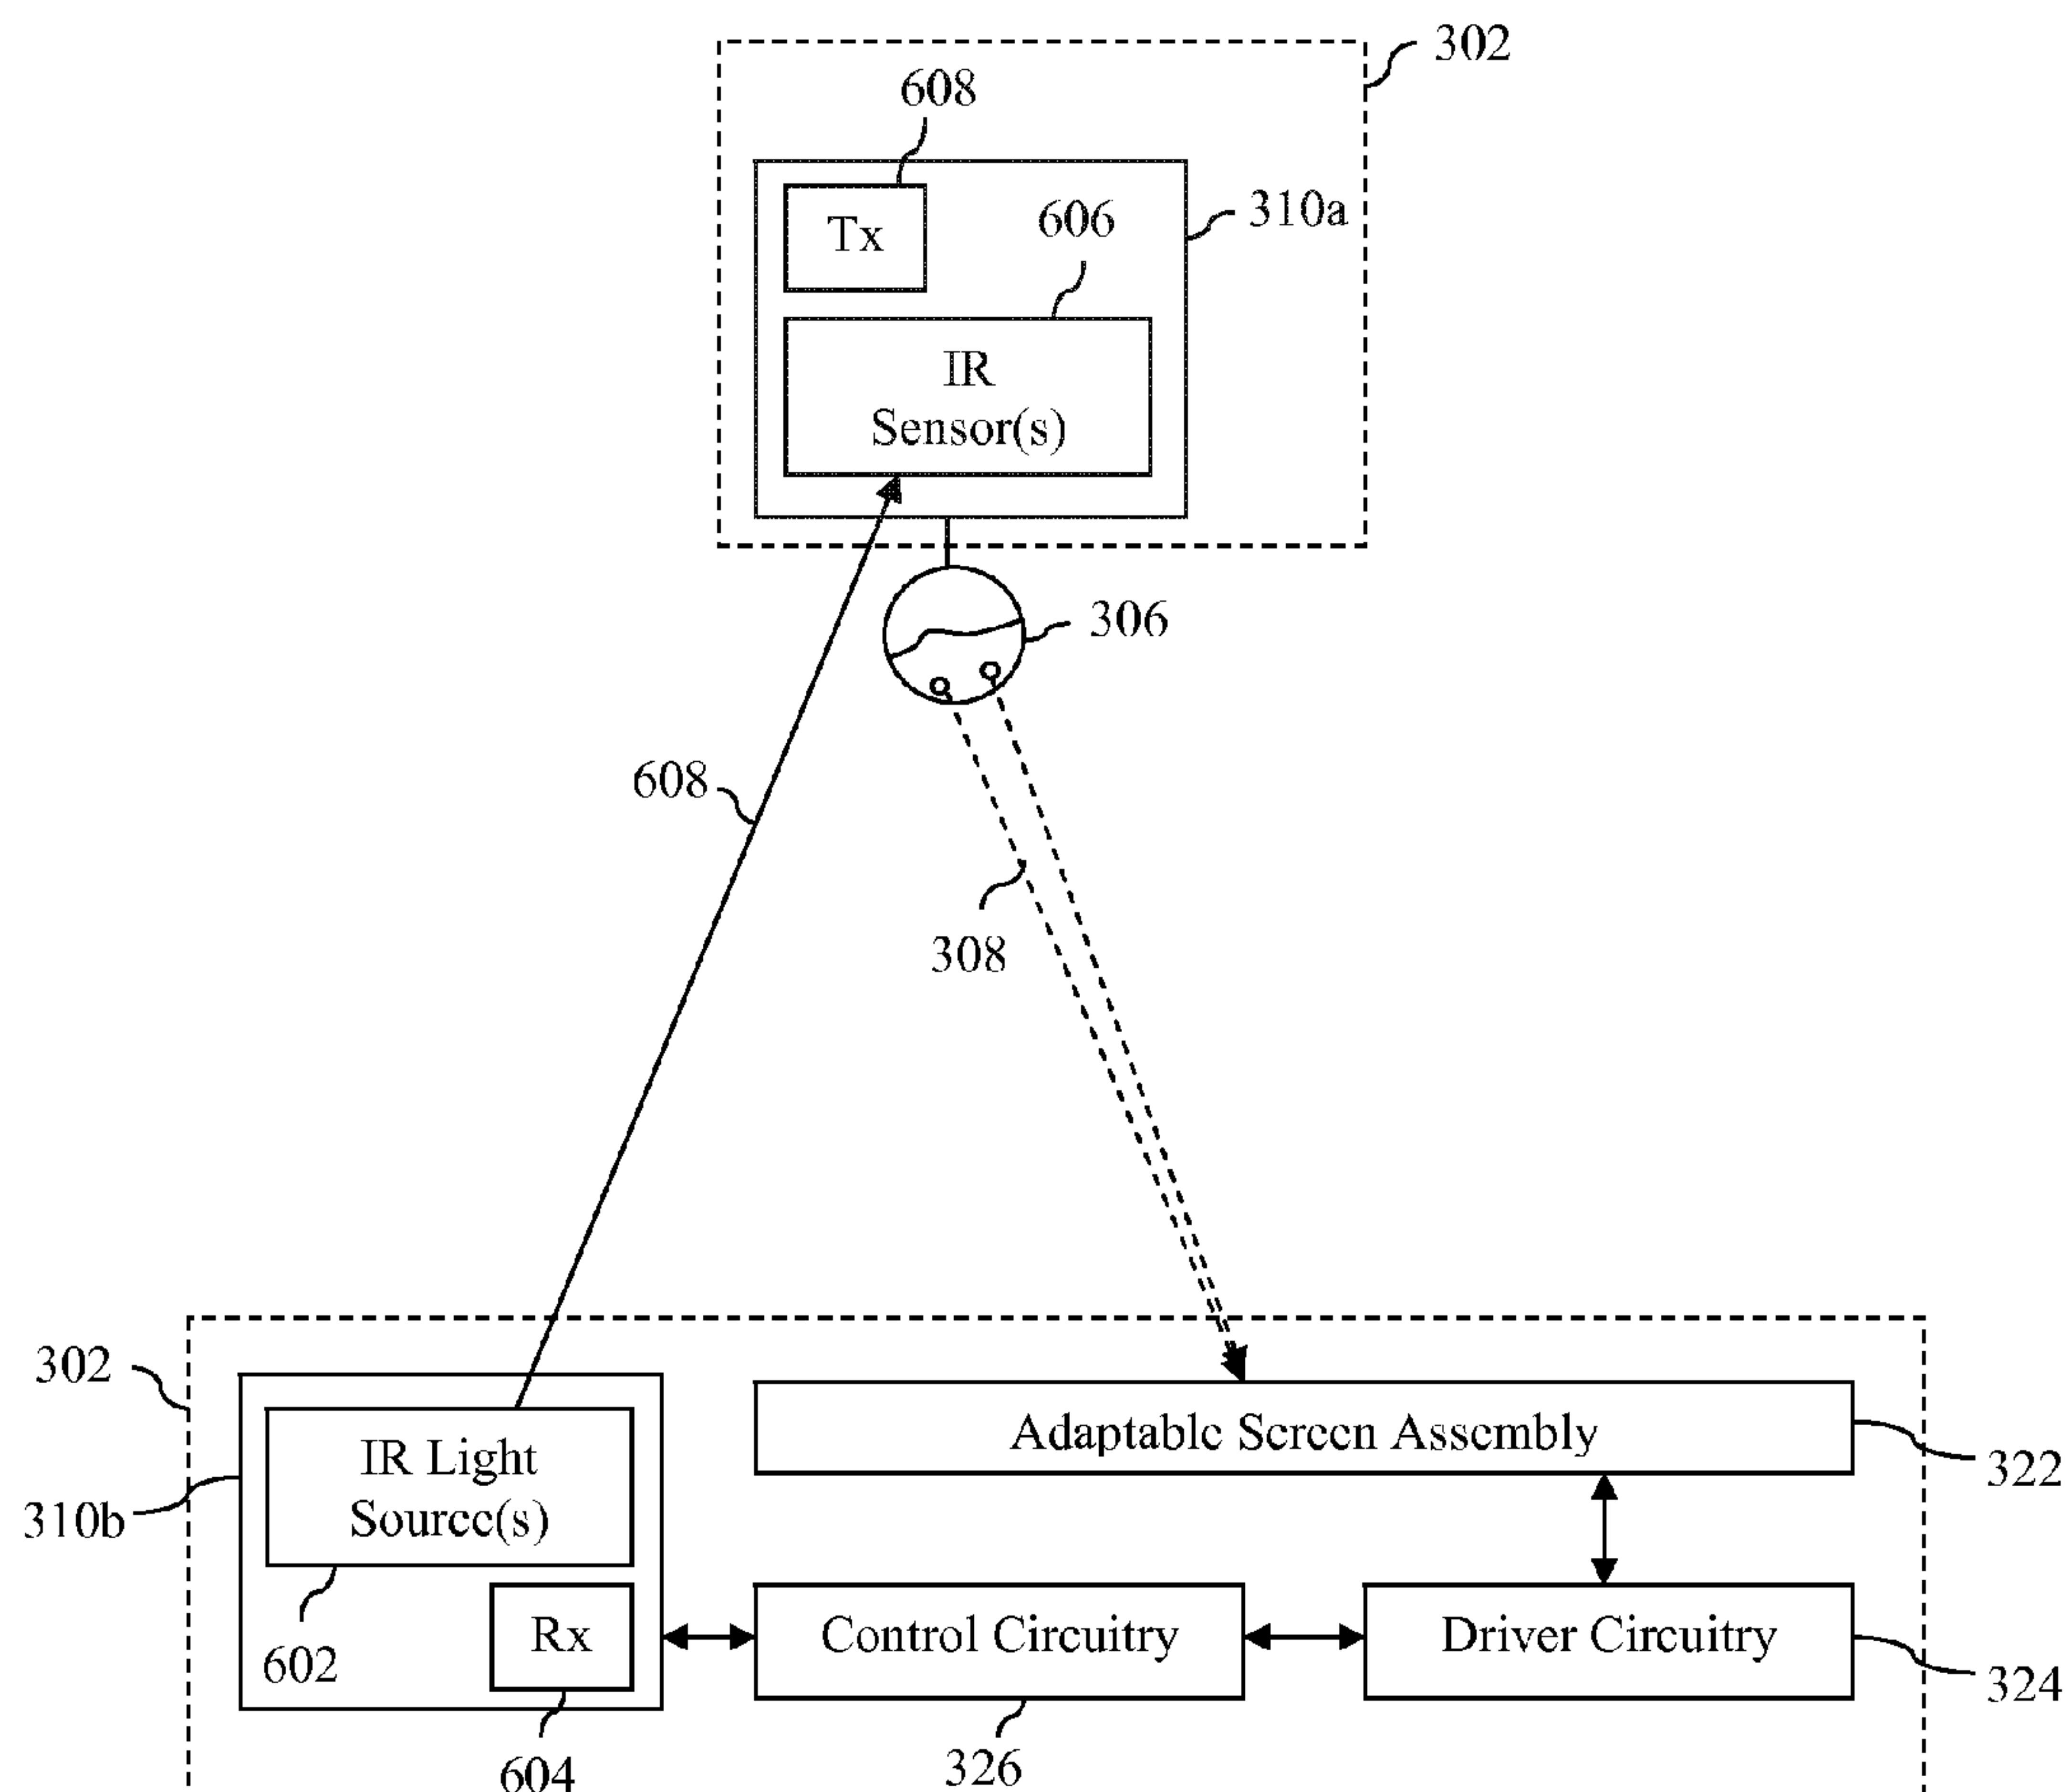 302
608
310a
606
Tx
IR
Sensor(s)
306
608
308
302
Adaptable Screen Assembly
IR Light
Source(s)
322
310b
Rx
Control Circuitry
Driver Circuitry
602
324
604
326